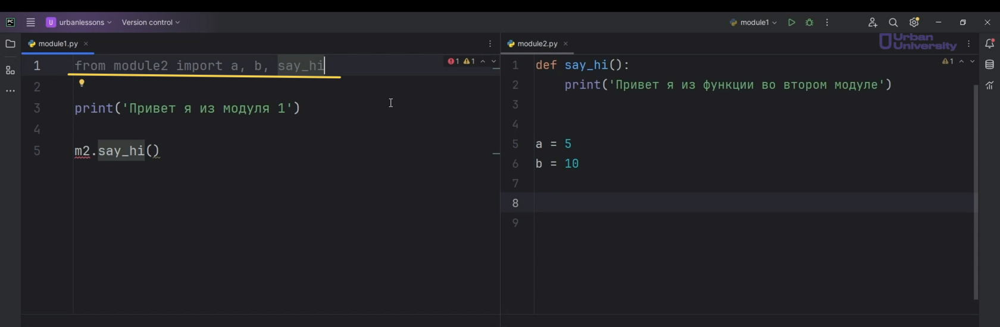 PC
U urbanlessons Version control module1
module1.py
module2.py
Urban
University
1 from module2 import a, b, say_hi
1 1
2
3 print('Привет я из модуля 1')
4
5 m2.say_hi()
1 def say_hi():
1
2 print('Привет я из функции во втором модуле')
3
4
5 a = 5
6 b = 10
7
8
9